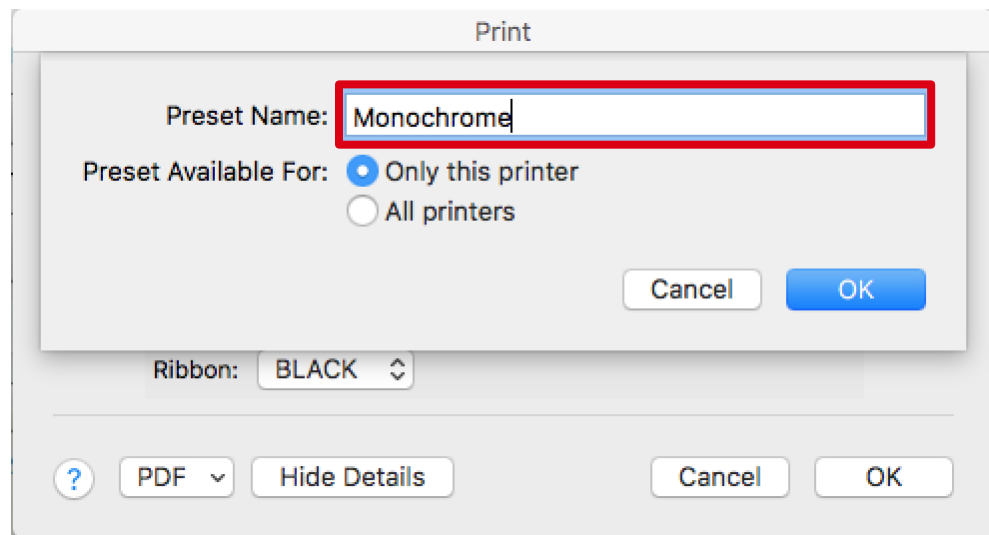 Print
Preset Name: Monochrome
Preset Available For: Only this printer
All printers
Cancel OK
Ribbon: BLACK
? PDF Hide Details Cancel OK